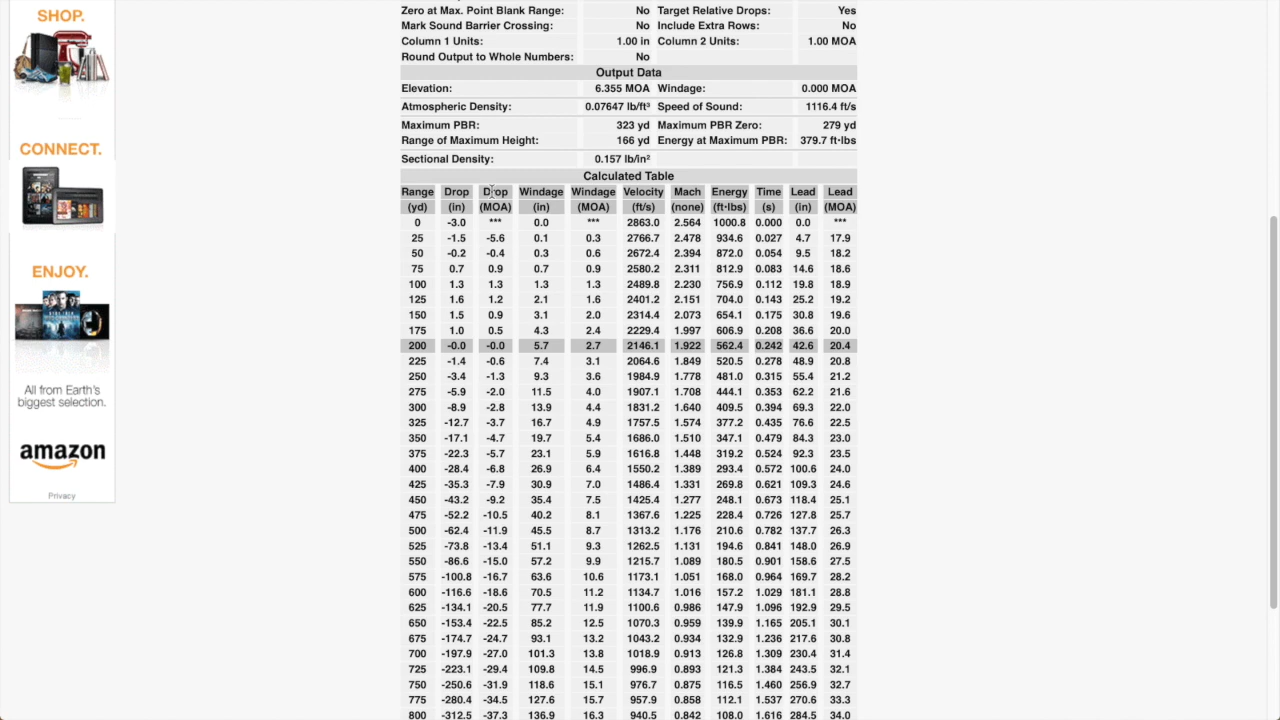 SHOP.
CONNECT.
ENJOY.
All from Earth's
biggest selection.
amazon
Privacy
Zero at Max. Point Blank Range: No Target Relative Drops: Yes
Mark Sound Barrier Crossing: No Include Extra Rows: No
Column 1 Units: 1.00 in Column 2 Units: 1.00 MOA
Round Output to Whole Numbers: No
Output Data
Elevation: 6.355 MOA Windage: 0.000 MOA
Atmospheric Density: 0.07647 lb/ft³ Speed of Sound: 1116.4 ft/s
Maximum PBR: 323 yd Maximum PBR Zero: 279 yd
Range of Maximum Height: 166 yd Energy at Maximum PBR: 379.7 ft•lbs
Sectional Density: 0.157 lb/in²
Calculated Table
Range Drop Drop Windage Windage Velocity Mach Energy Time Lead Lead
(yd) (in) (MOA) (in) (MOA) (ft/s) (none) (ft•lbs) (s) (in) (MOA)
0 -3.0 *** 0.0 *** 2863.0 2.564 1000.8 0.000 0.0 ***
25 -1.5 -5.6 0.1 0.3 2766.7 2.478 934.6 0.027 4.7 17.9
50 -0.2 -0.4 0.3 0.6 2672.4 2.394 872.0 0.054 9.5 18.2
75 0.7 0.9 0.7 0.9 2580.2 2.311 812.9 0.083 14.6 18.6
100 1.3 1.3 1.3 1.3 2489.8 2.230 756.9 0.112 19.8 18.9
125 1.6 1.2 2.1 1.6 2401.2 2.151 704.0 0.143 25.2 19.2
150 1.5 0.9 3.1 2.0 2314.4 2.073 654.1 0.175 30.8 19.6
175 1.0 0.5 4.3 2.4 2229.4 1.997 606.9 0.208 36.6 20.0
200 -0.0 -0.0 5.7 2.7 2146.1 1.922 562.4 0.242 42.6 20.4
225 -1.4 -0.6 7.4 3.1 2064.6 1.849 520.5 0.278 48.9 20.8
250 -3.4 -1.3 9.3 3.6 1984.9 1.778 481.0 0.315 55.4 21.2
275 -5.9 -2.0 11.5 4.0 1907.1 1.708 444.1 0.353 62.2 21.6
300 -8.9 -2.8 13.9 4.4 1831.2 1.640 409.5 0.394 69.3 22.0
325 -12.7 -3.7 16.7 4.9 1757.5 1.574 377.2 0.435 76.6 22.5
350 -17.1 -4.7 19.7 5.4 1686.0 1.510 347.1 0.479 84.3 23.0
375 -22.3 -5.7 23.1 5.9 1616.8 1.448 319.2 0.524 92.3 23.5
400 -28.4 -6.8 26.9 6.4 1550.2 1.389 293.4 0.572 100.6 24.0
425 -35.3 -7.9 30.9 7.0 1486.4 1.331 269.8 0.621 109.3 24.6
450 -43.2 -9.2 35.4 7.5 1425.4 1.277 248.1 0.673 118.4 25.1
475 -52.2 -10.5 40.2 8.1 1367.6 1.225 228.4 0.726 127.8 25.7
500 -62.4 -11.9 45.5 8.7 1313.2 1.176 210.6 0.782 137.7 26.3
525 -73.8 -13.4 51.1 9.3 1262.5 1.131 194.6 0.841 148.0 26.9
550 -86.6 -15.0 57.2 9.9 1215.7 1.089 180.5 0.901 158.6 27.5
575 -100.8 -16.7 63.6 10.6 1173.1 1.051 168.0 0.964 169.7 28.2
600 -116.6 -18.6 70.5 11.2 1134.7 1.016 157.2 1.029 181.1 28.8
625 -134.1 -20.5 77.7 11.9 1100.6 0.986 147.9 1.096 192.9 29.5
650 -153.4 -22.5 85.2 12.5 1070.3 0.959 139.9 1.165 205.1 30.1
675 -174.7 -24.7 93.1 13.2 1043.2 0.934 132.9 1.236 217.6 30.8
700 -197.9 -27.0 101.3 13.8 1018.9 0.913 126.8 1.309 230.4 31.4
725 -223.1 -29.4 109.8 14.5 996.9 0.893 121.3 1.384 243.5 32.1
750 -250.6 -31.9 118.6 15.1 976.7 0.875 116.5 1.460 256.9 32.7
775 -280.4 -34.5 127.6 15.7 957.9 0.858 112.1 1.537 270.6 33.3
800 -312.5 -37.3 136.9 16.3 940.5 0.842 108.0 1.616 284.5 34.0